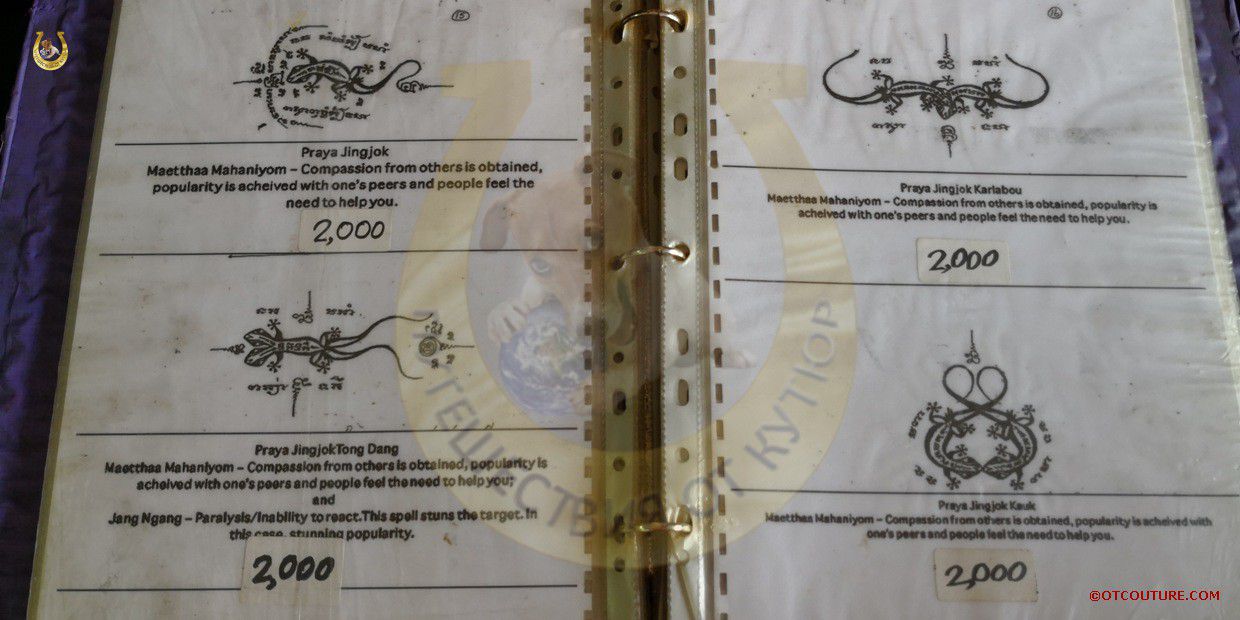 15
Praya Jingjok
Maetthaa Mahaniyom – Compassion from others is obtained,
popularity is acheived with one's peers and people feel the
need to help you.
2,000
Praya JingjokTong Dang
Maetthaa Mahaniyom – Compassion from others is obtained, popularity is
acheived with one's peers and people feel the need to help you;
and
Jang Ngang – Paralysis/Inability to react.This spell stuns the target. In
this case, stunning popularity.
2,000
16
Praya Jingjok Karlabou
Maetthaa Mahaniyom – Compassion from others is obtained, popularity is
acheived with one's peers and people feel the need to help you.
2,000
Praya Jingjok Kauk
Maetthaa Mahaniyom – Compassion from others is obtained, popularity is acheived with
one's peers and people feel the need to help you.
2,000
ПУТЕШЕСТВИЯ ОТ КУТЮР
©OTCOUTURE.COM